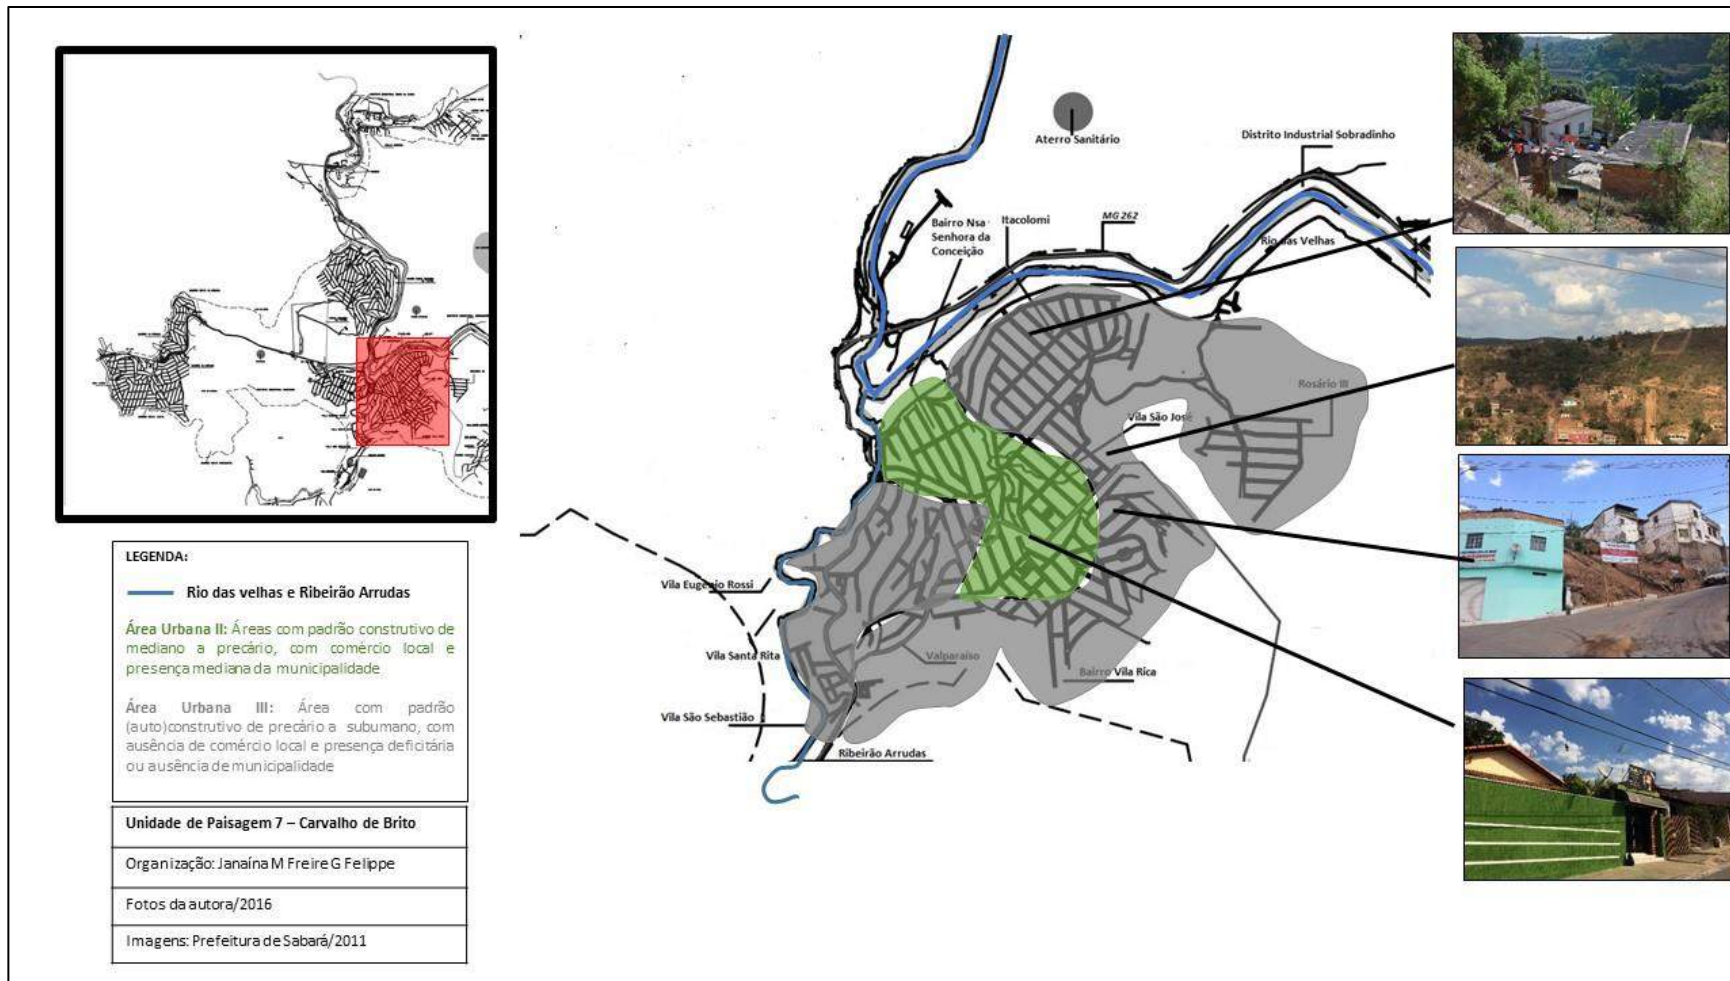 Aterro Sanitário
Distrito Industrial Sobradinho
Bairro Nsa
Senhora da
Conceição
Itacolomi
MG 262
Rio das Velhas
Rosário III
Vila São José
Vila Eugênio Rossi
Vila Santa Rita
Valparaíso
Bairro Vila Rica
Vila São Sebastião
Ribeirão Arrudas
LEGENDA:
Rio das velhas e Ribeirão Arrudas
Área Urbana II: Áreas com padrão construtivo de
mediano a precário, com comércio local e
presença mediana da municipalidade
Área Urbana III: Área com padrão
(auto)construtivo de precário a subumano, com
ausência de comércio local e presença deficitária
ou ausência de municipalidade
Unidade de Paisagem 7 – Carvalho de Brito
Organização: Janaína M Freire G Felippe
Fotos da autora/2016
Imagens: Prefeitura de Sabará/2011